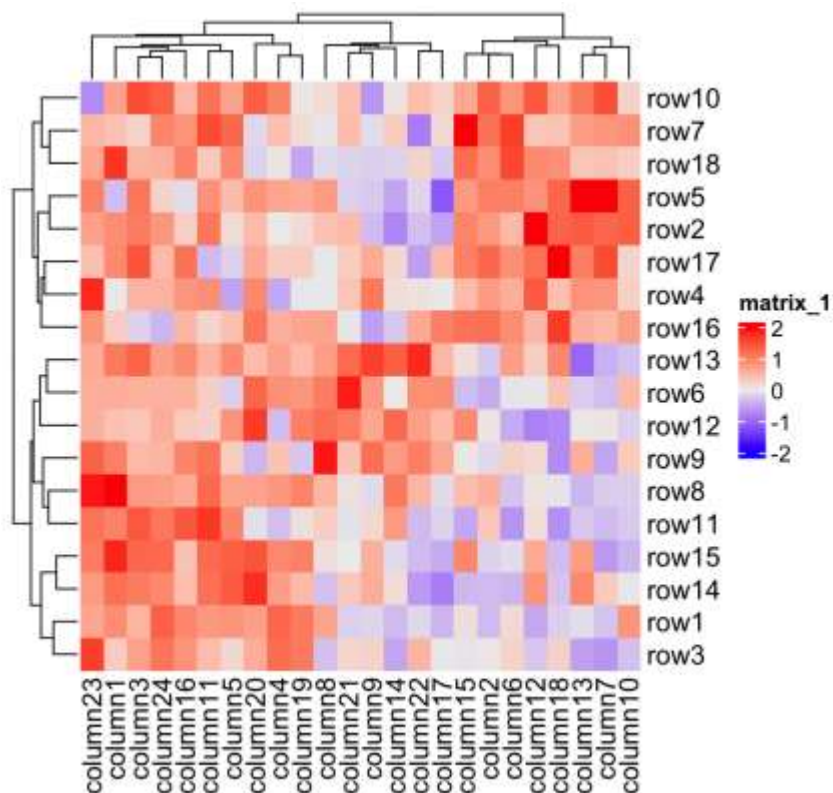 row10
row7
row18
row5
row2
row17
row4
row16
row13
row6
row12
row9
row8
row11
row15
row14
row1
row3
matrix_1
2
1
0
-1
-2
column23
column1
column3
column24
column16
column11
column5
column20
column4
column19
column8
column21
column9
column14
column22
column17
column15
column2
column6
column12
column18
column13
column7
column10